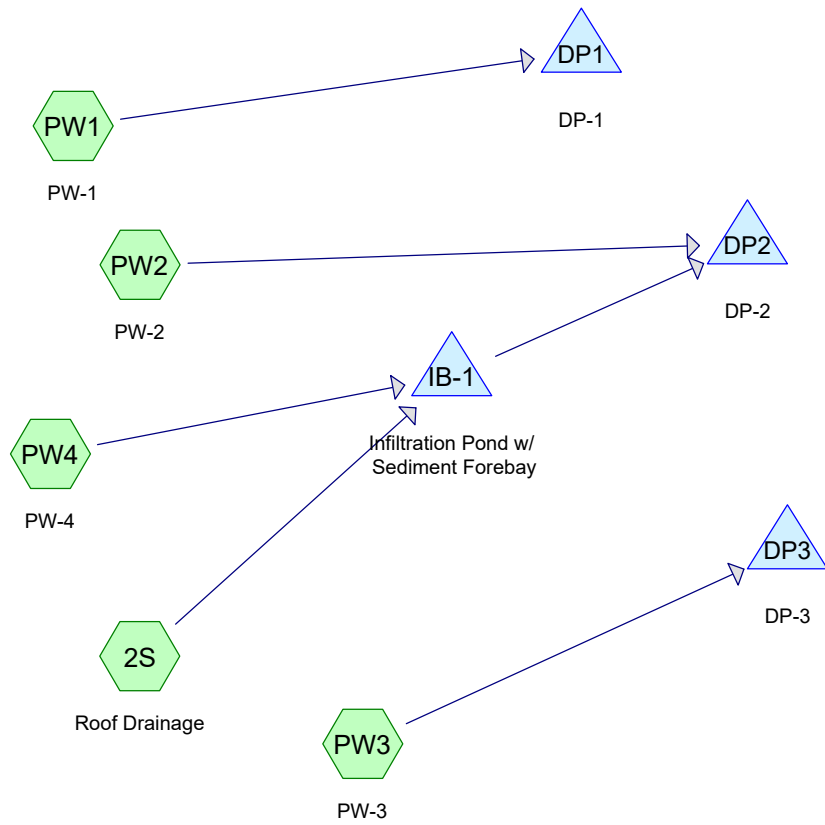 DP1
DP-1
PW1
PW-1
DP2
DP-2
PW2
PW-2
IB-1
Infiltration Pond w/
Sediment Forebay
PW4
PW-4
DP3
DP-3
2S
Roof Drainage
PW3
PW-3